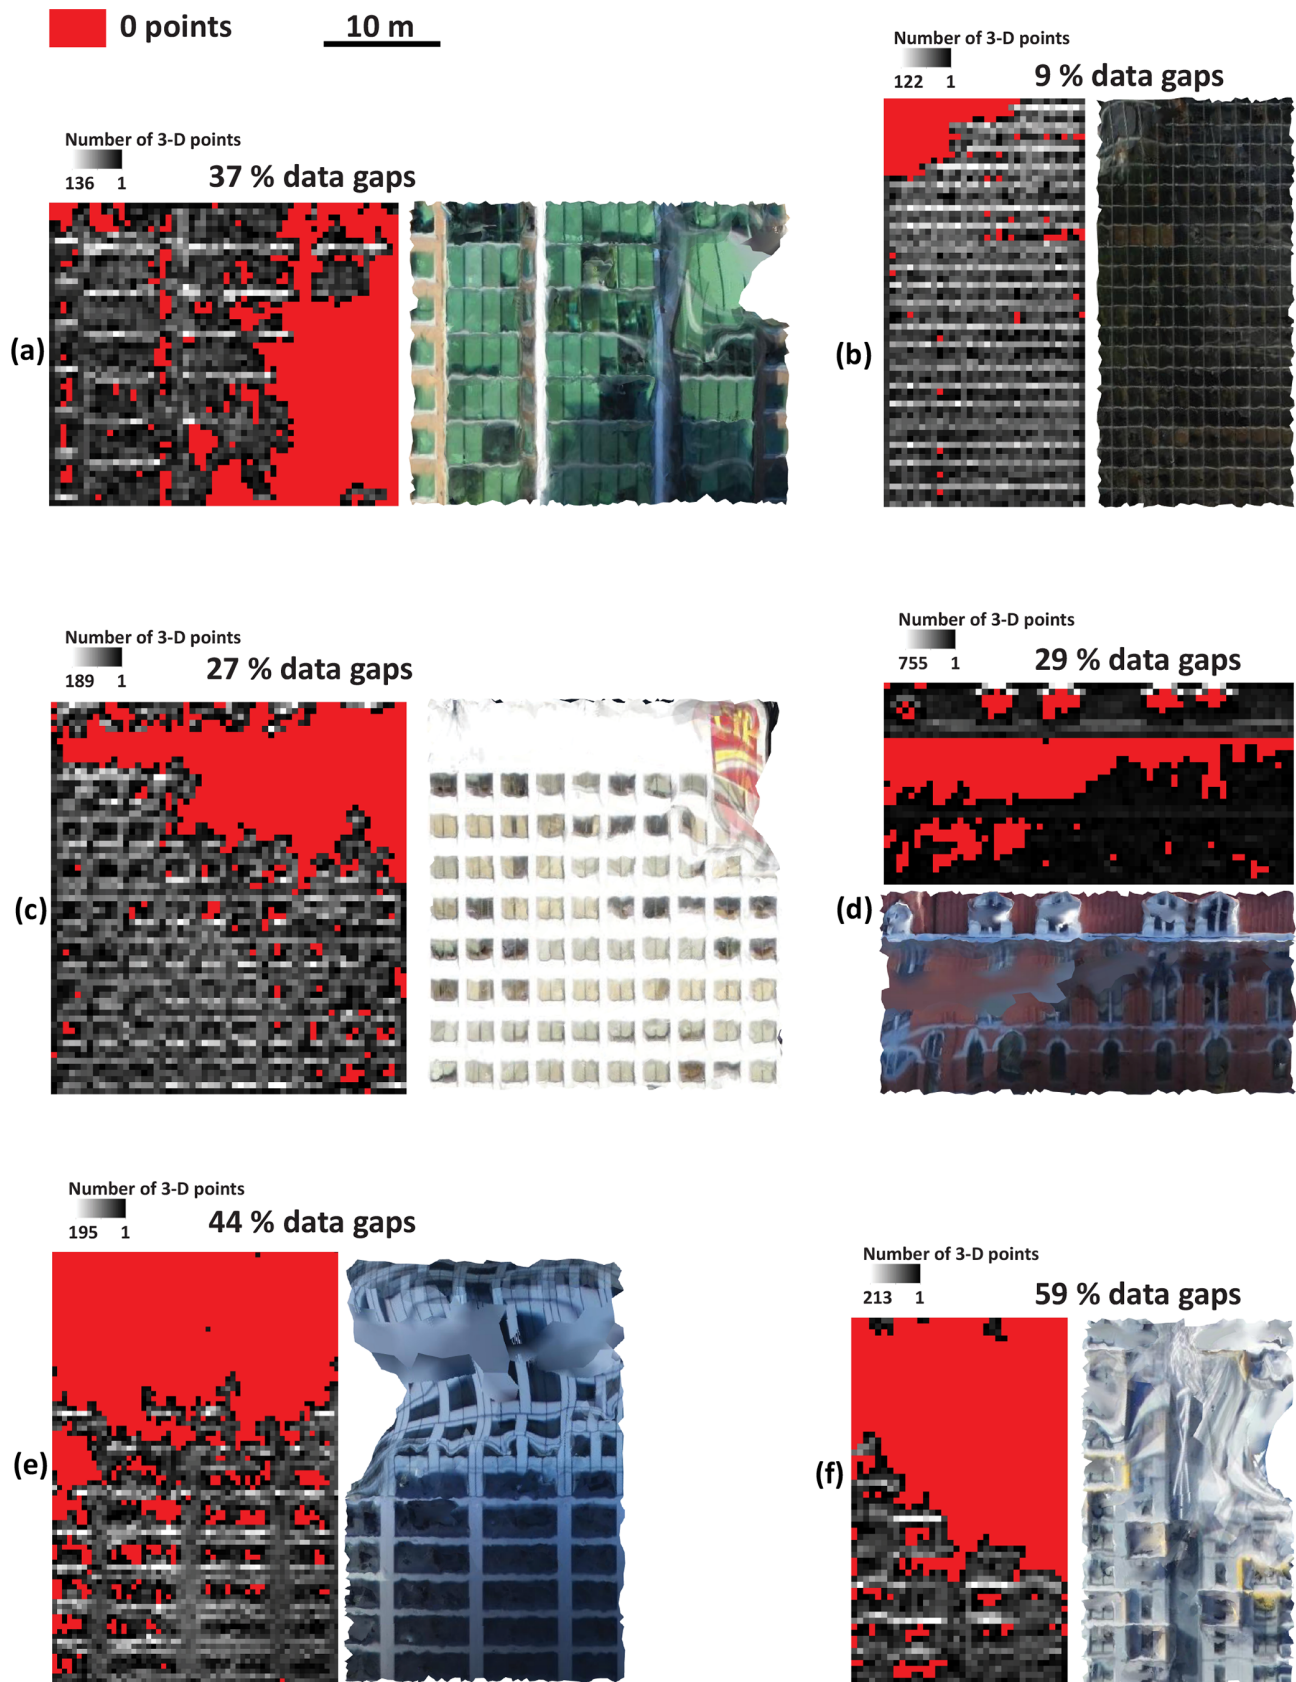 0 points
10 m
Number of 3-D points
122 1
9 % data gaps
Number of 3-D points
136 1
37 % data gaps
(a)
(b)
Number of 3-D points
755 1
29 % data gaps
Number of 3-D points
189 1
27 % data gaps
(c)
(d)
Number of 3-D points
195 1
44 % data gaps
Number of 3-D points
213 1
59 % data gaps
(e)
(f)